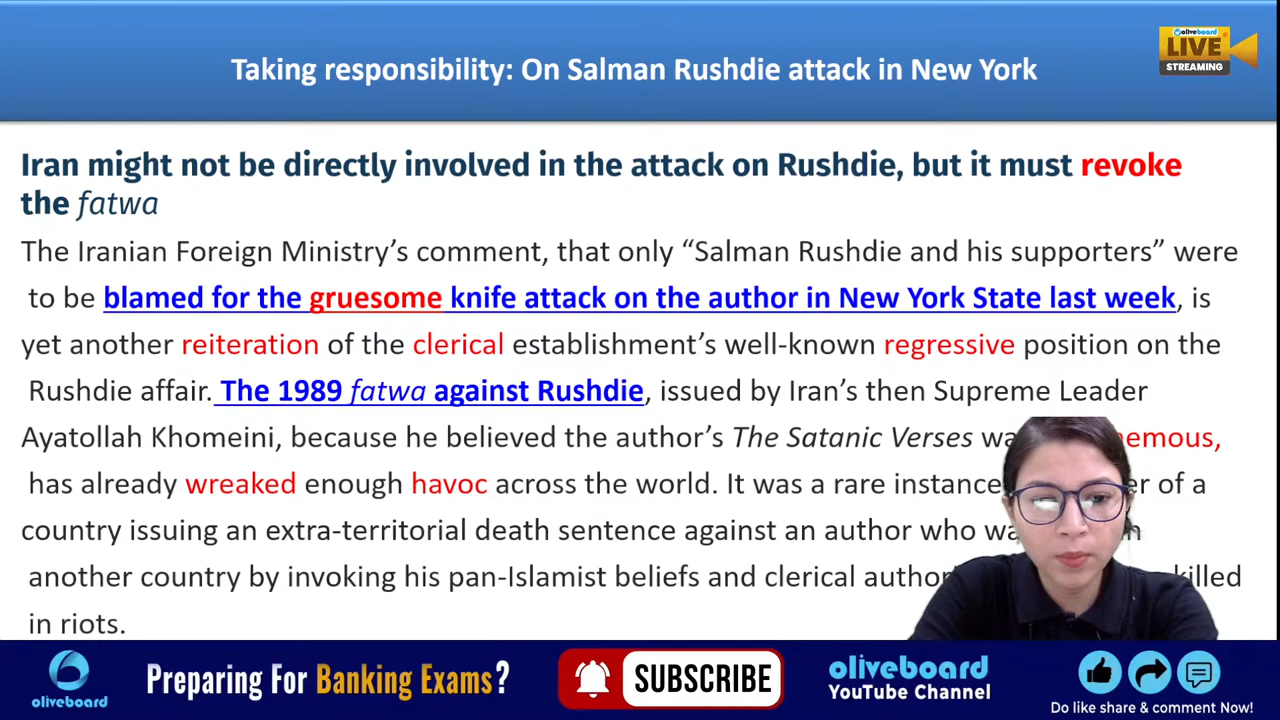 oliveboard
LIVE
STREAMING
Taking responsibility: On Salman Rushdie attack in New York
Iran might not be directly involved in the attack on Rushdie, but it must revoke
the fatwa
The Iranian Foreign Ministry’s comment, that only “Salman Rushdie and his supporters” were
to be blamed for the gruesome knife attack on the author in New York State last week, is
yet another reiteration of the clerical establishment’s well-known regressive position on the
Rushdie affair. The 1989 fatwa against Rushdie, issued by Iran’s then Supreme Leader
Ayatollah Khomeini, because he believed the author’s The Satanic Verses
has already wreaked enough havoc across the world. It was a rare instance of a
country issuing an extra-territorial death sentence against an author who
another country by invoking his pan-Islamist beliefs and clerical killed
in riots.
oliveboard
Preparing For Banking Exams?
SUBSCRIBE
oliveboard
YouTube Channel
Do like share & comment Now!